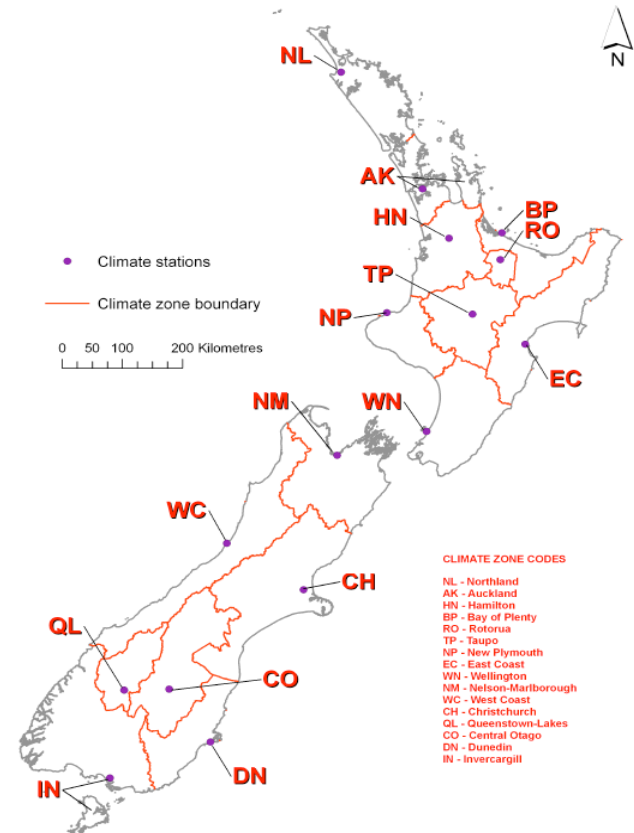 N
NL
AK
HN
BP
RO
TP
NP
EC
Climate stations
Climate zone boundary
0 50 100 200 Kilometres
NM
WN
WC
CH
QL
CO
DN
IN
CLIMATE ZONE CODES
NL - Northland
AK - Auckland
HN - Hamilton
BP - Bay of Plenty
RO - Rotorua
TP - Taupo
NP - New Plymouth
EC - East Coast
WN - Wellington
NM - Nelson-Marlborough
WC - West Coast
CH - Christchurch
QL - Queenstown-Lakes
CO - Central Otago
DN - Dunedin
IN - Invercargill